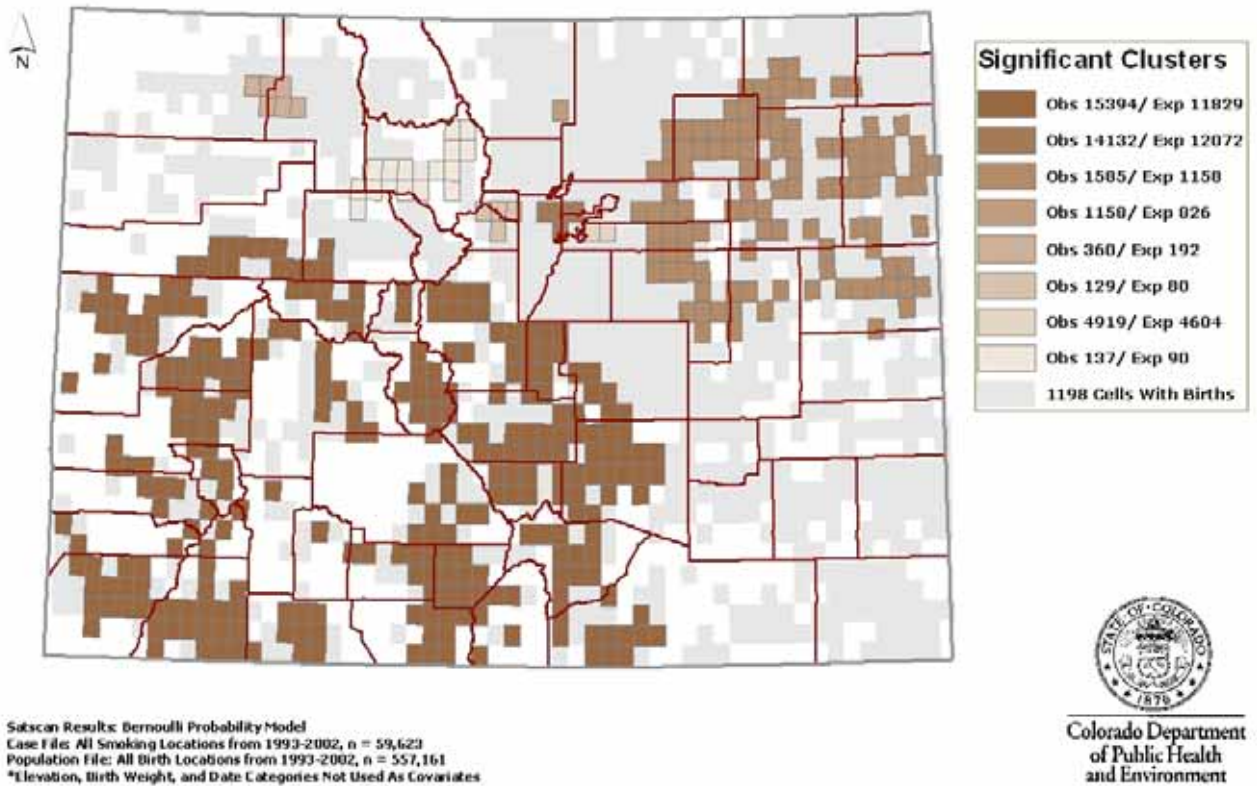 N
Significant Clusters
Obs 15394/ Exp 11829
Obs 14132/ Exp 12072
Obs 1585/ Exp 1158
Obs 1150/ Exp 826
Obs 360/ Exp 192
Obs 129/ Exp 80
Obs 4919/ Exp 4604
Obs 137/ Exp 90
1198 Cells With Births
STATE OF COLORADO
1876
Colorado Department
of Public Health
and Environment
Satscan Results: Bernoulli Probability Model
Case File: All Smoking Locations from 1993-2002, n = 59,623
Population File: All Birth Locations from 1993-2002, n = 557,161
*Elevation, Birth Weight, and Date Categories Not Used As Covariates